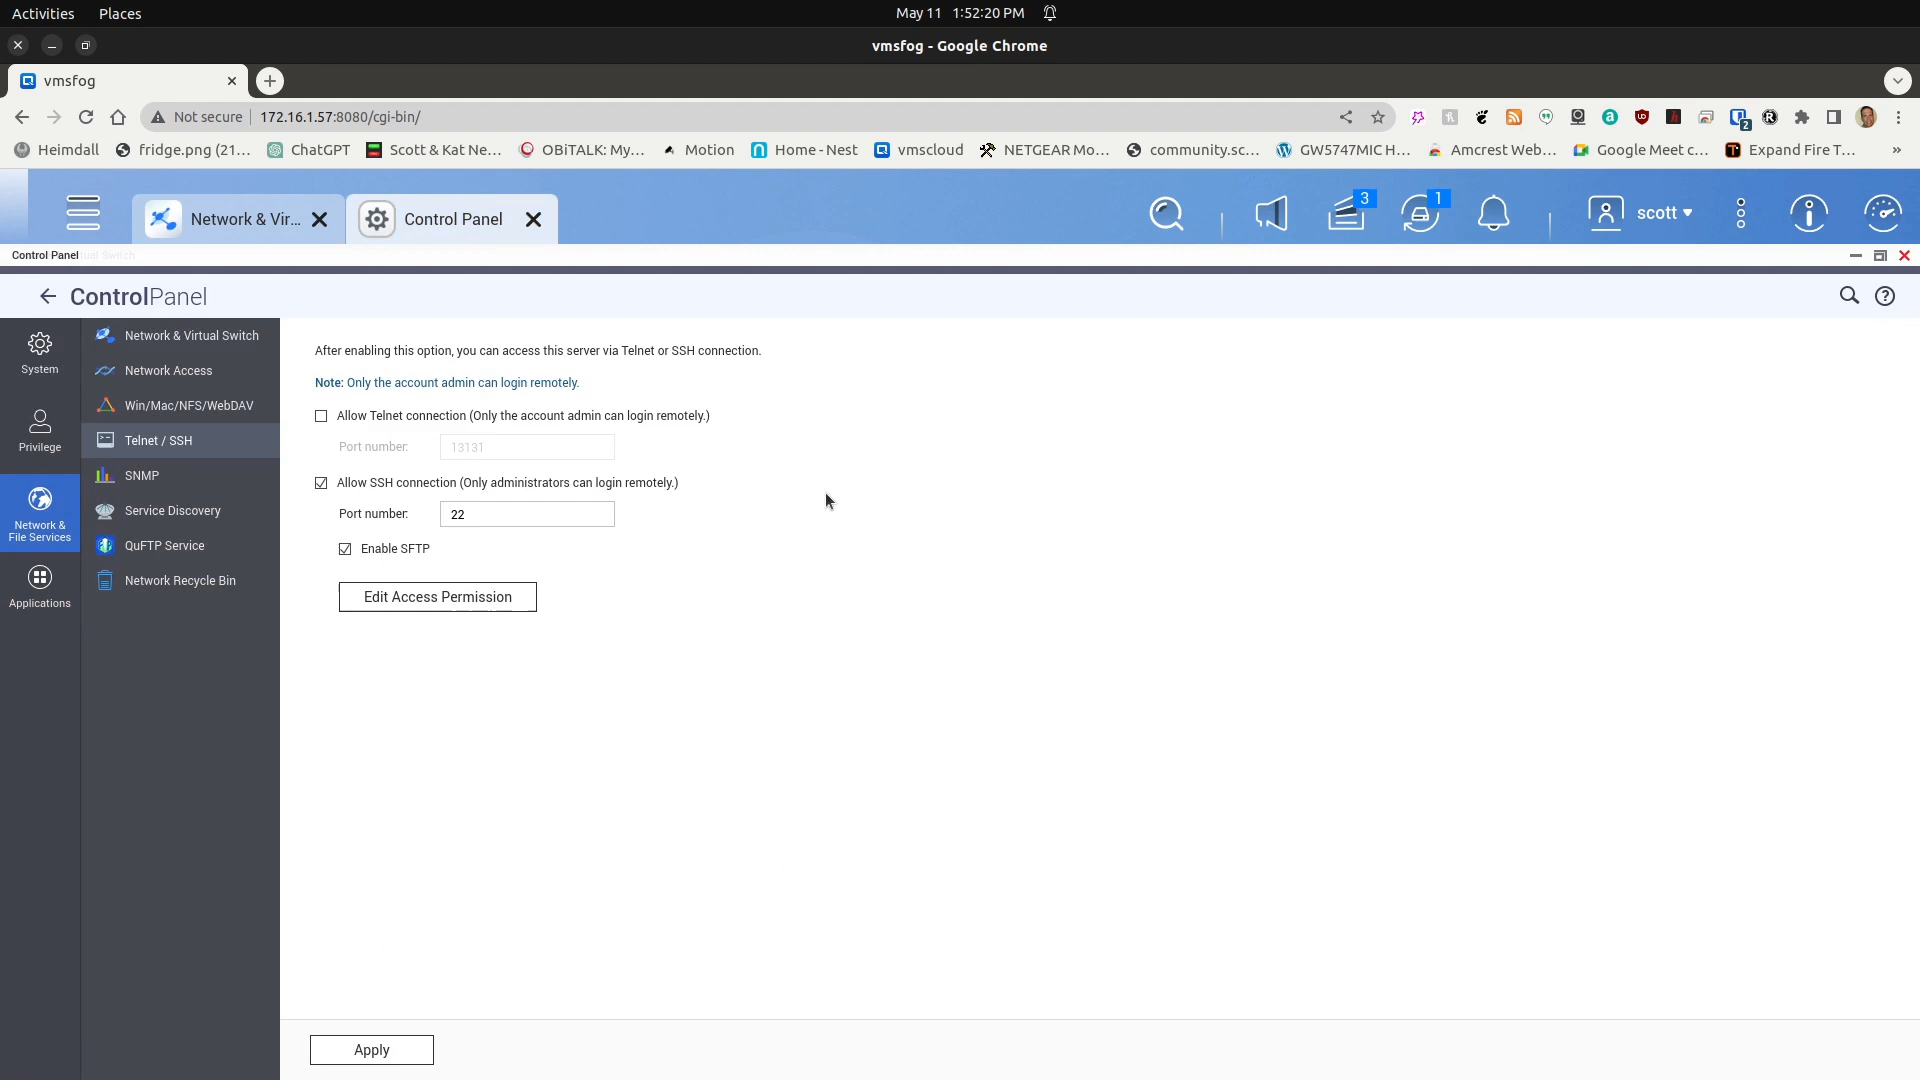 Activities Places May 11 1:52:20 PM
vmsfog - Google Chrome
vmsfog
Not secure 172.16.1.57:8080/cgi-bin/
2
Heimdall fridge.png (21... ChatGPT Scott & Kat Ne... OBiTALK: My... Motion Home - Nest vmscloud NETGEAR Mo... community.sc... GW5747MIC H... Amcrest Web... Google Meet c... Expand Fire T... »
Network & Vir... Control Panel 3 1 scott
Control Panel
ControlPanel
System
Privilege
Network & File Services
Applications
Network & Virtual Switch
Network Access
Win/Mac/NFS/WebDAV
Telnet / SSH
SNMP
Service Discovery
QuFTP Service
Network Recycle Bin
After enabling this option, you can access this server via Telnet or SSH connection.
Note: Only the account admin can login remotely.
Allow Telnet connection (Only the account admin can login remotely.)
Port number: 13131
Allow SSH connection (Only administrators can login remotely.)
Port number: 22
Enable SFTP
Edit Access Permission
Apply